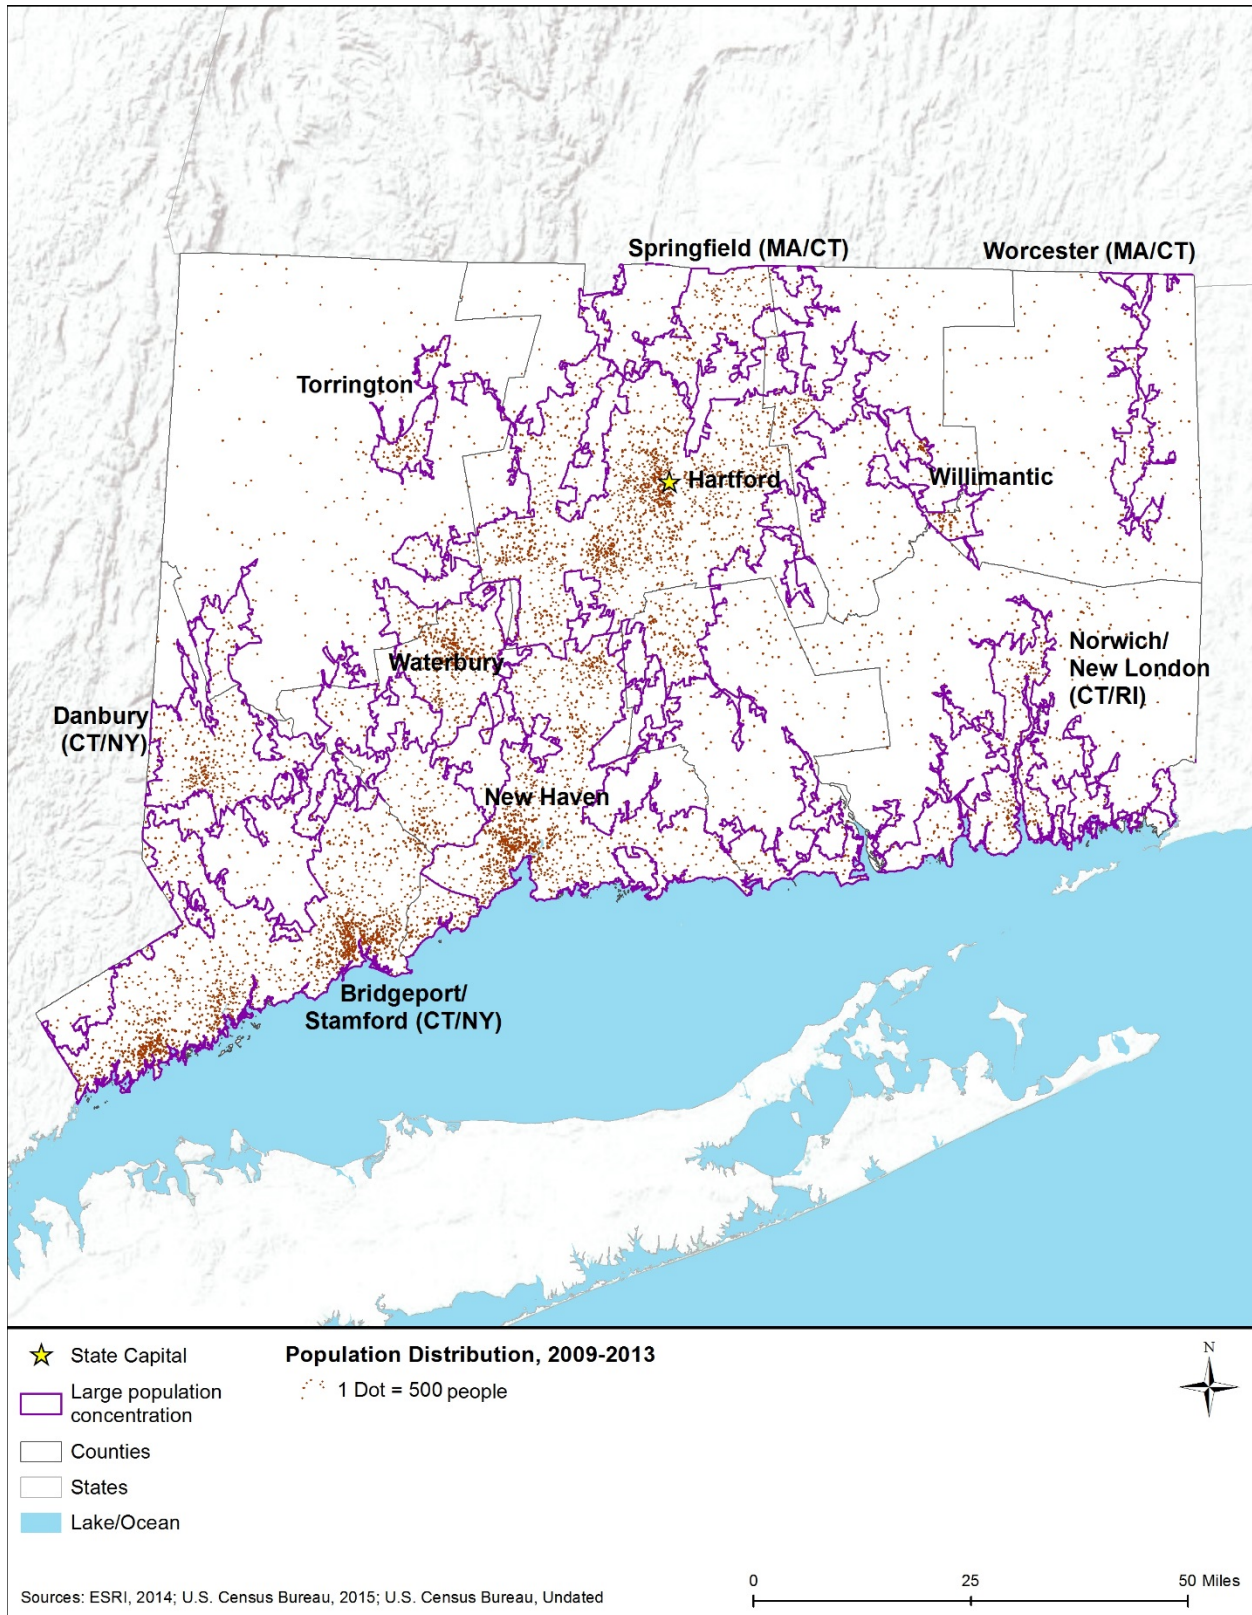 Springfield (MA/CT)
Worcester (MA/CT)
Torrington
Hartford
Willimantic
Waterbury
Norwich/
New London
(CT/RI)
Danbury
(CT/NY)
New Haven
Bridgeport/
Stamford (CT/NY)
State Capital
Large population
concentration
Counties
States
Lake/Ocean
Population Distribution, 2009-2013
1 Dot = 500 people
N
0 25 50 Miles
Sources: ESRI, 2014; U.S. Census Bureau, 2015; U.S. Census Bureau, Undated